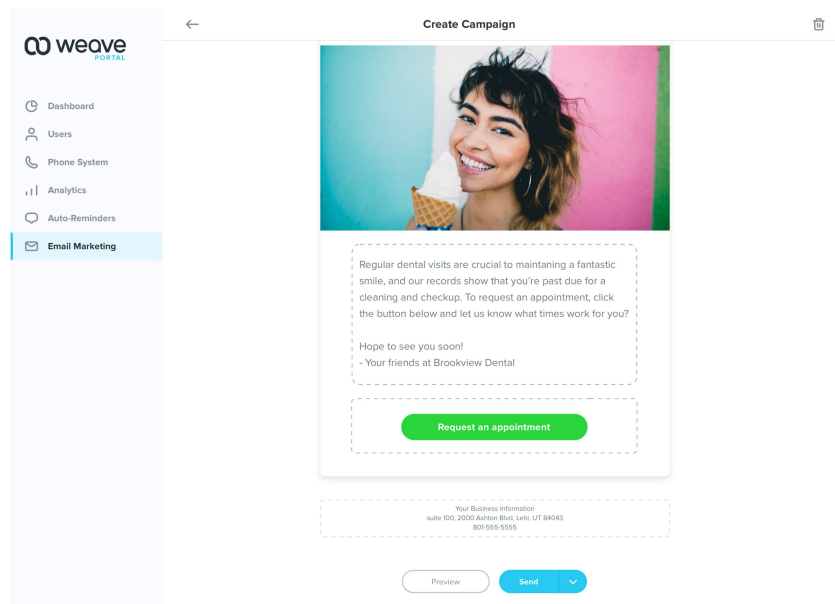 weave
PORTAL
Dashboard
Users
Phone System
Analytics
Auto-Reminders
Email Marketing
Create Campaign
Regular dental visits are crucial to maintaning a fantastic
smile, and our records show that you're past due for a
cleaning and checkup. To request an appointment, click
the button below and let us know what times work for you?
Hope to see you soon!
- Your friends at Brookview Dental
Request an appointment
Your Business Information
suite 100, 2000 Ashton Blvd, Lehi, UT 84043
801-555-5555
Preview
Send